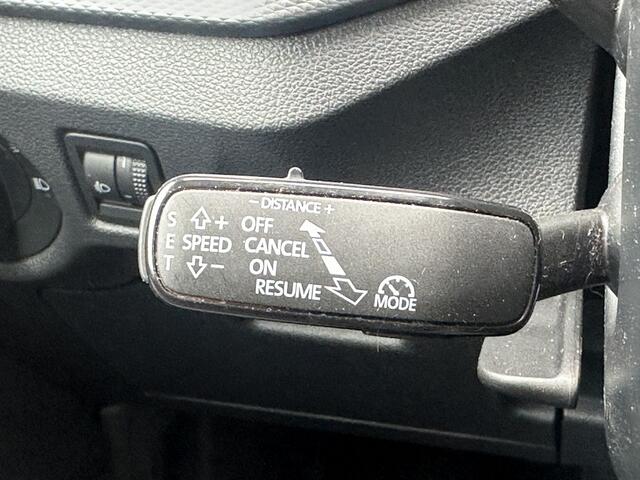 - DISTANCE +
S + OFF
E SPEED CANCEL
T - ON
RESUME
MODE